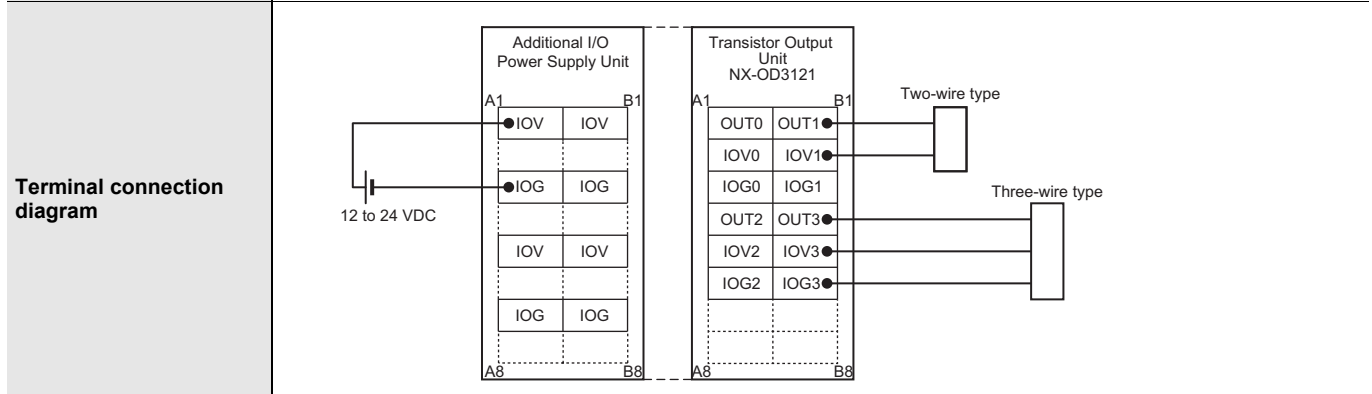 Terminal connection
diagram
12 to 24 VDC
Additional I/O
Power Supply Unit
A1 B1
IOV IOV
IOG IOG
IOV IOV
IOG IOG
A8 B8
Transistor Output
Unit
NX-OD3121
A1 B1
OUT0 OUT1
IOV0 IOV1
IOG0 IOG1
OUT2 OUT3
IOV2 IOV3
IOG2 IOG3
A8 B8
Two-wire type
Three-wire type